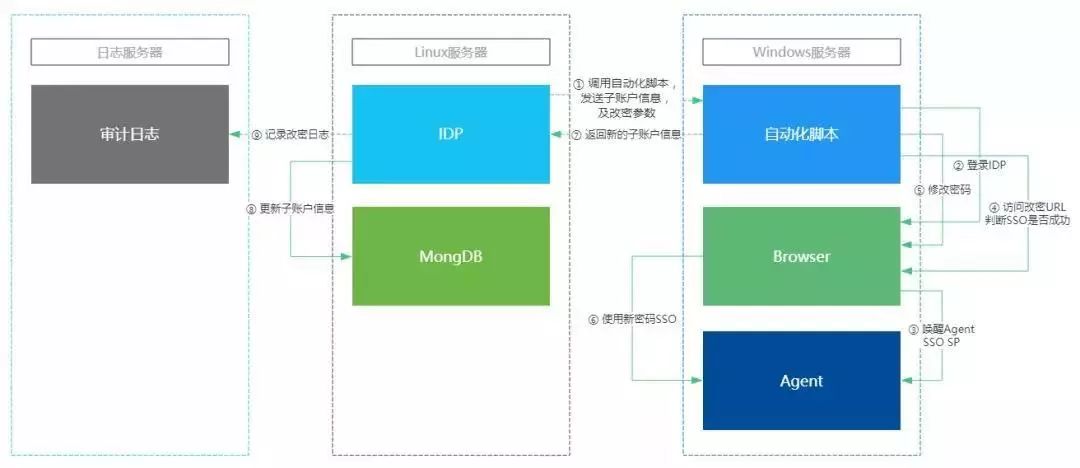 日志服务器
Linux服务器
Windows服务器
① 调用自动化脚本,
发送子账户信息,
及改密参数
审计日志
⑨ 记录改密日志
IDP
⑦ 返回新的子账户信息
自动化脚本
② 登录IDP
⑤ 修改密码
⑧ 更新子账户信息
④ 访问改密URL
判断SSO是否成功
MongDB
Browser
⑥ 使用新密码SSO
③ 唤醒Agent
SSO SP
Agent